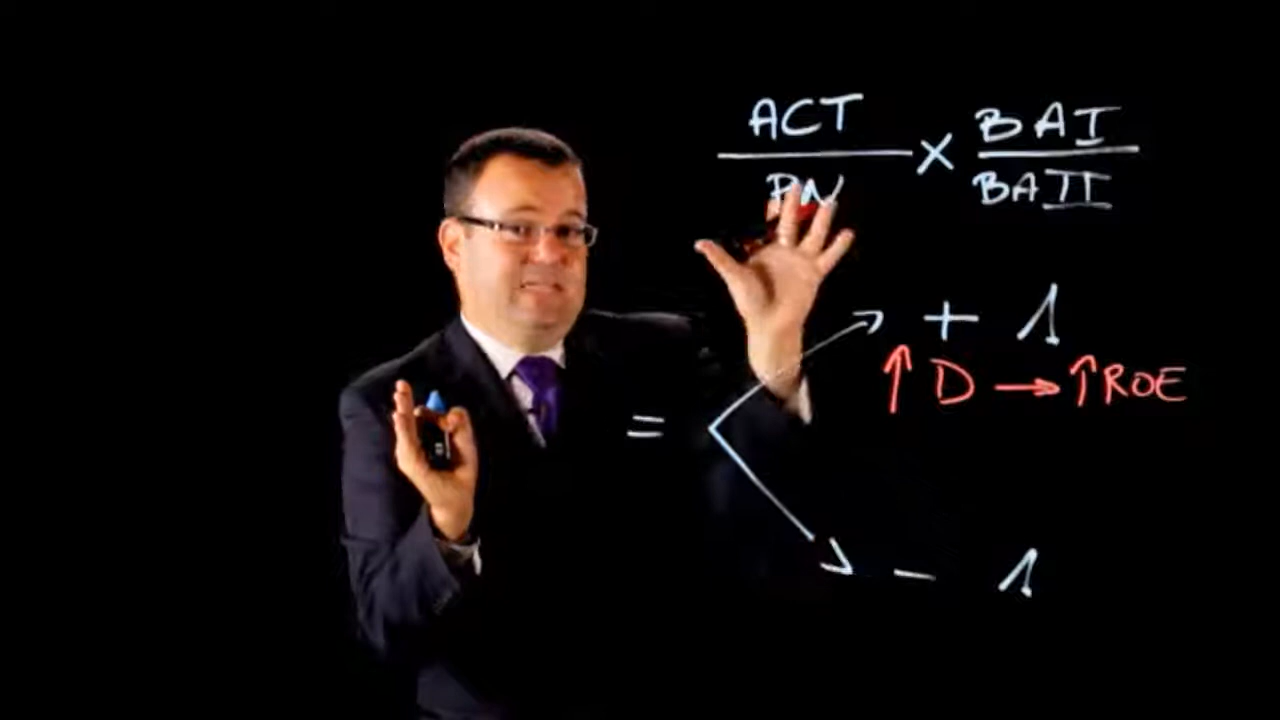 ACT × BAI
PN BAII
= + 1
↑ D → ↑ ROE
- 1